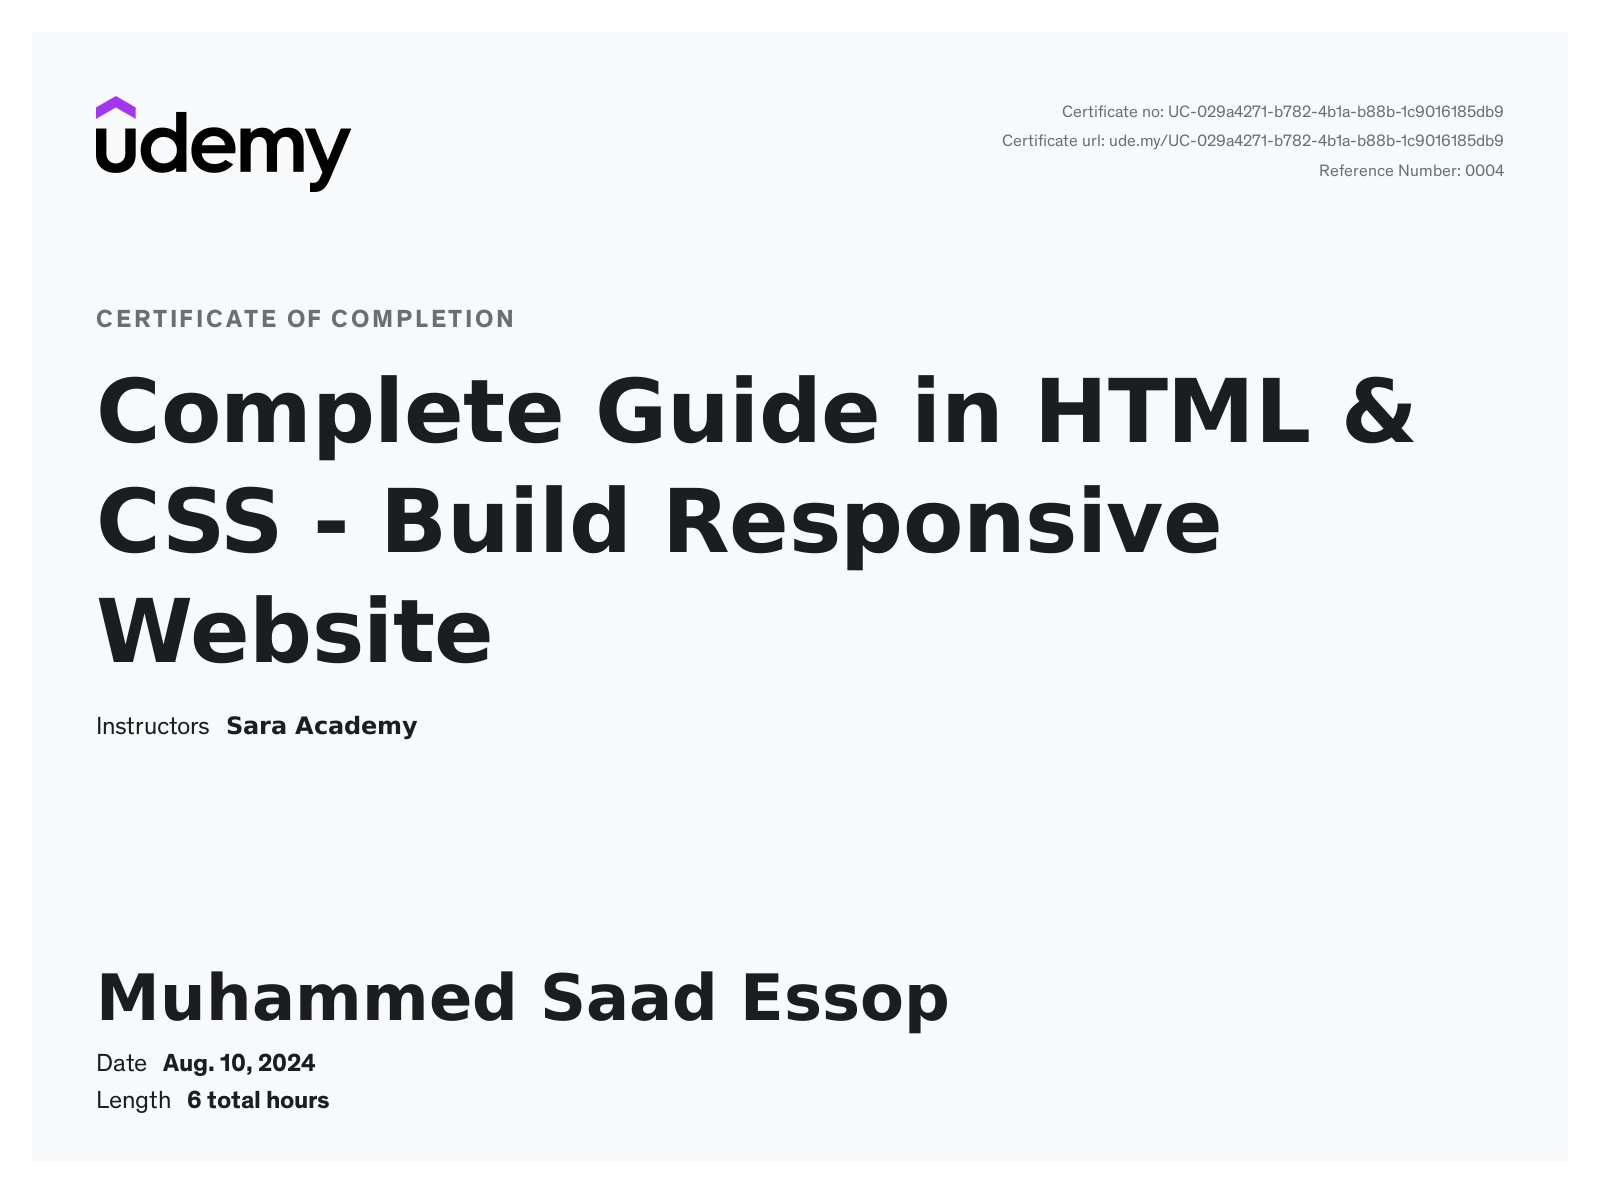 udemy
Certificate no: UC-029a4271-b782-4b1a-b88b-1c9016185db9
Certificate url: ude.my/UC-029a4271-b782-4b1a-b88b-1c9016185db9
Reference Number: 0004
CERTIFICATE OF COMPLETION
Complete Guide in HTML &
CSS - Build Responsive
Website
Instructors Sara Academy
Muhammed Saad Essop
Date Aug. 10, 2024
Length 6 total hours